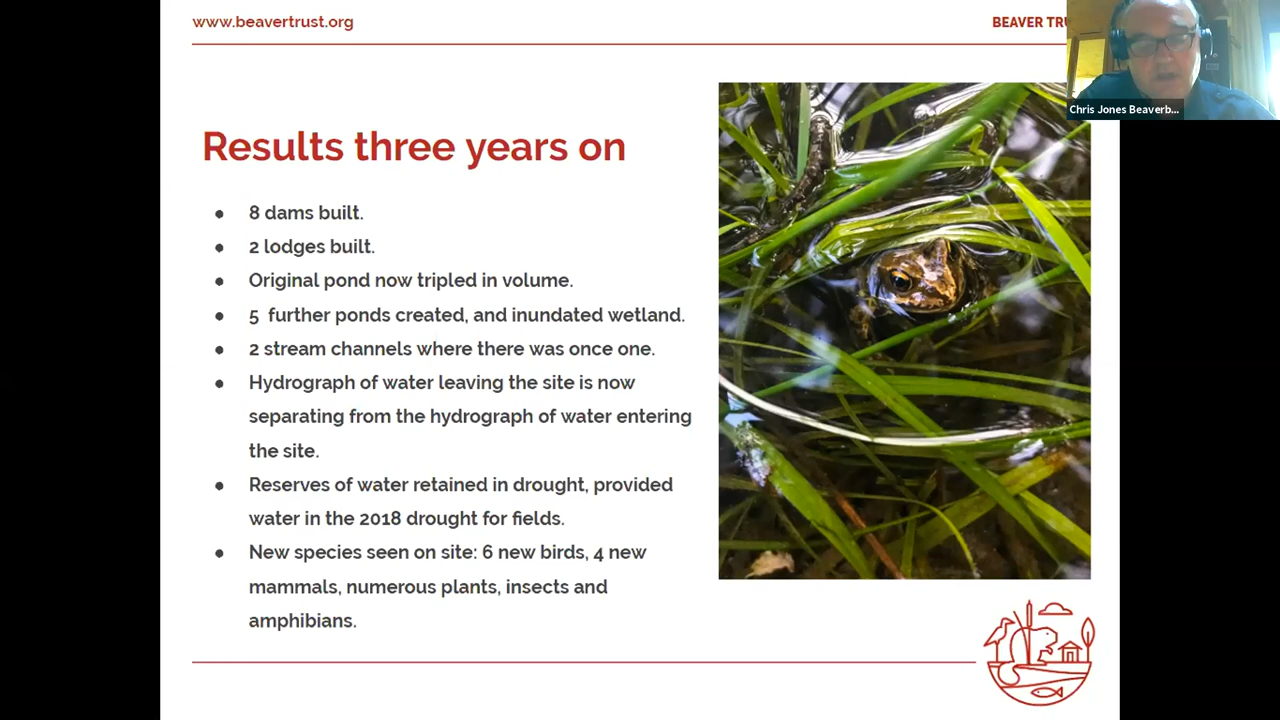 www.beavertrust.org
BEAVER
Chris Jones Beaverb...
Results three years on
● 8 dams built.
● 2 lodges built.
● Original pond now tripled in volume.
● 5 further ponds created, and inundated wetland.
● 2 stream channels where there was once one.
● Hydrograph of water leaving the site is now
separating from the hydrograph of water entering
the site.
● Reserves of water retained in drought, provided
water in the 2018 drought for fields.
● New species seen on site: 6 new birds, 4 new
mammals, numerous plants, insects and
amphibians.